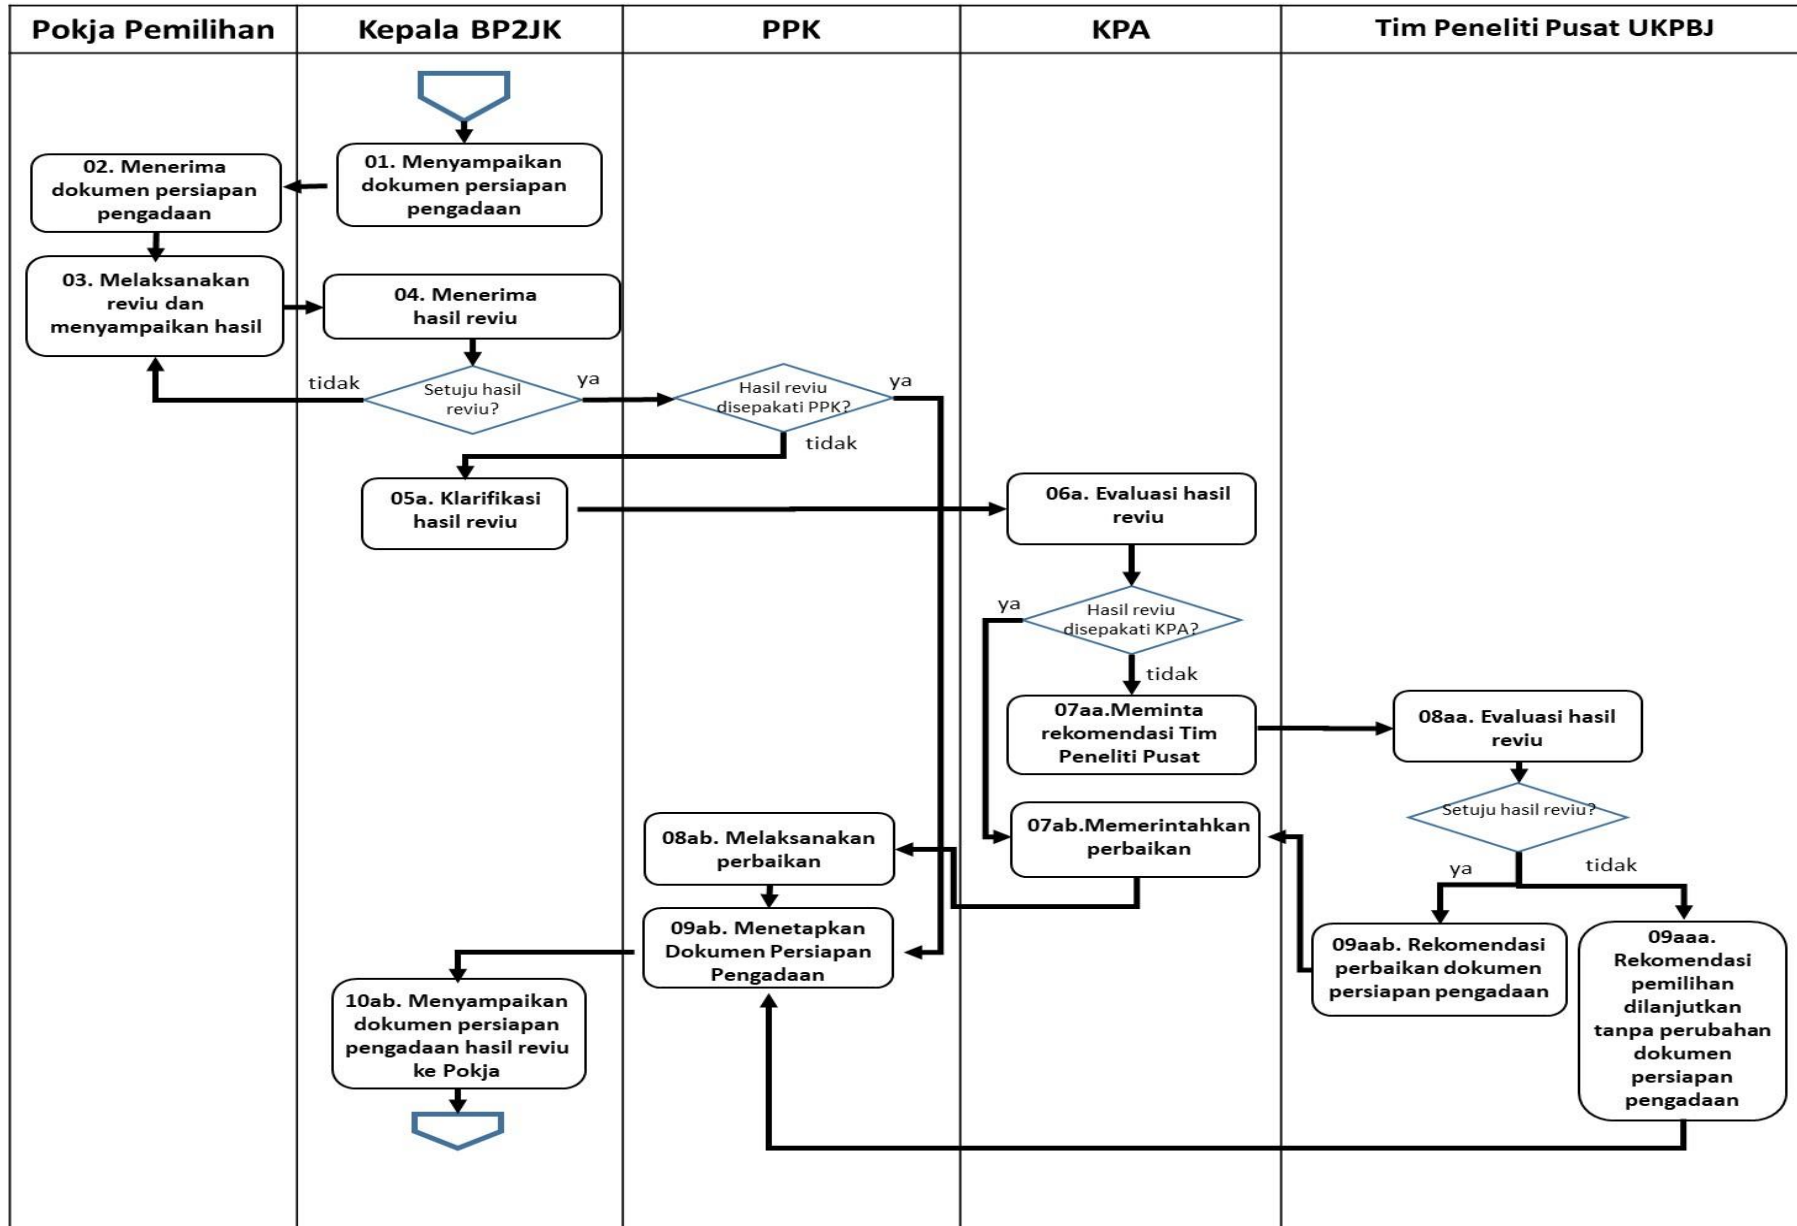 Pokja Pemilihan
Kepala BP2JK
PPK
KPA
Tim Peneliti Pusat UKPBJ
01. Menyampaikan
dokumen persiapan
pengadaan
02. Menerima
dokumen persiapan
pengadaan
03. Melaksanakan
reviu dan
menyampaikan hasil
04. Menerima
hasil reviu
tidak
Setuju hasil
reviu?
ya
Hasil reviu
disepakati PPK?
ya
tidak
05a. Klarifikasi
hasil reviu
06a. Evaluasi hasil
reviu
ya
Hasil reviu
disepakati KPA?
tidak
07aa.Meminta
rekomendasi Tim
Peneliti Pusat
08aa. Evaluasi hasil
reviu
Setuju hasil reviu?
ya
tidak
07ab.Memerintahkan
perbaikan
08ab. Melaksanakan
perbaikan
09ab. Menetapkan
Dokumen Persiapan
Pengadaan
09aab. Rekomendasi
perbaikan dokumen
persiapan pengadaan
09aaa.
Rekomendasi
pemilihan
dilanjutkan
tanpa perubahan
dokumen
persiapan
pengadaan
10ab. Menyampaikan
dokumen persiapan
pengadaan hasil reviu
ke Pokja